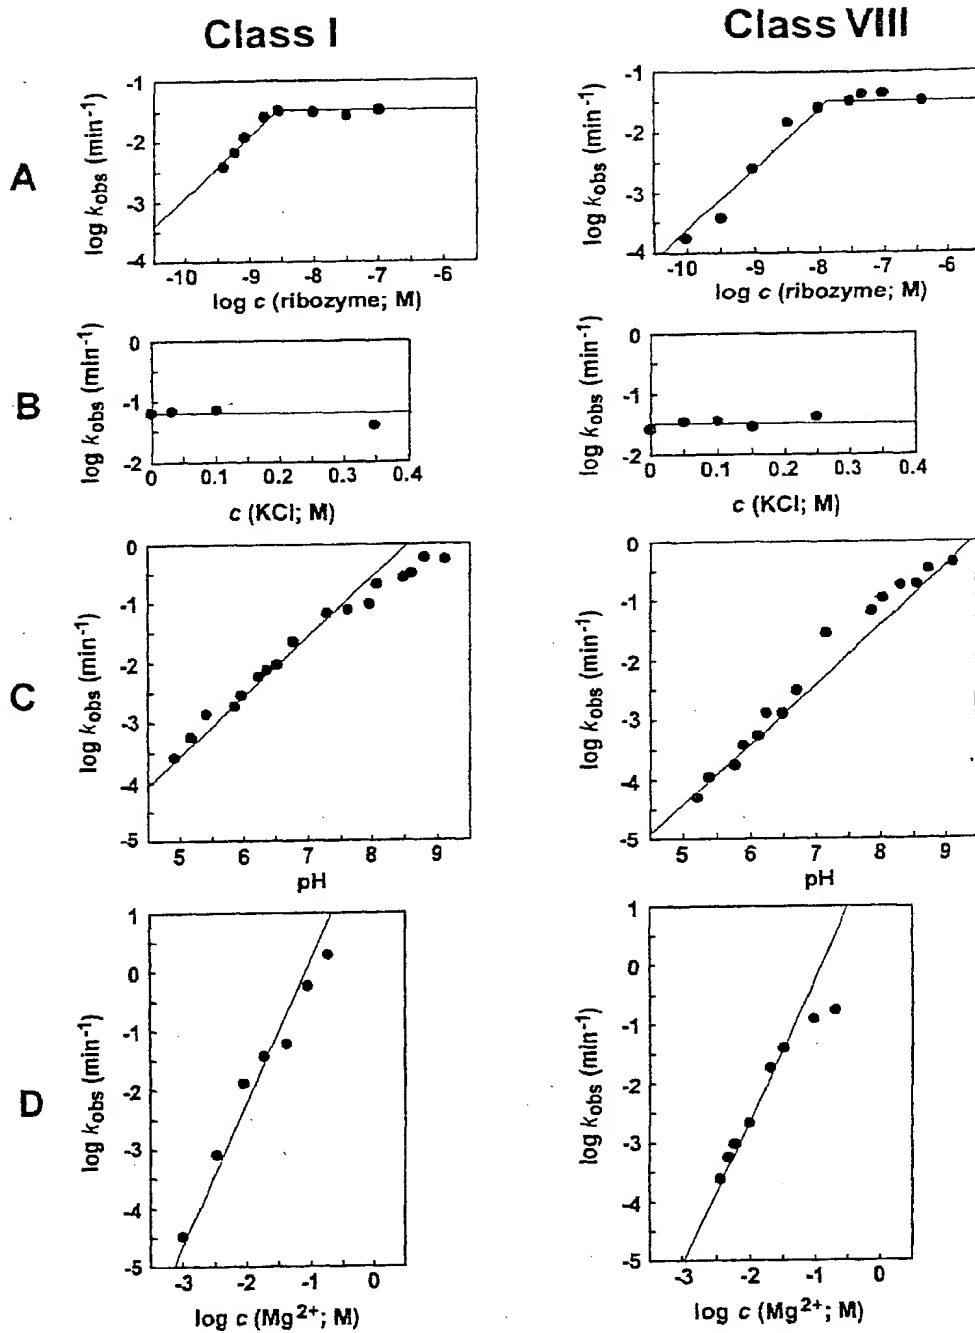 Class I
Class VIII
A
log kobs (min-1)
-1
-2
-3
-4
-10 -9 -8 -7 -6
log c (ribozyme; M)
log kobs (min-1)
-1
-2
-3
-4
-10 -9 -8 -7 -6
log c (ribozyme; M)
B
log kobs (min-1)
0
-1
-2
0 0.1 0.2 0.3 0.4
c (KCl; M)
log kobs (min-1)
0
-1
-2
0 0.1 0.2 0.3 0.4
c (KCl; M)
C
log kobs (min-1)
0
-1
-2
-3
-4
-5
5 6 7 8 9
pH
log kobs (min-1)
0
-1
-2
-3
-4
-5
5 6 7 8 9
pH
D
log kobs (min-1)
1
0
-1
-2
-3
-4
-5
-3 -2 -1 0
log c (Mg2+; M)
log kobs (min-1)
1
0
-1
-2
-3
-4
-5
-3 -2 -1 0
log c (Mg2+; M)